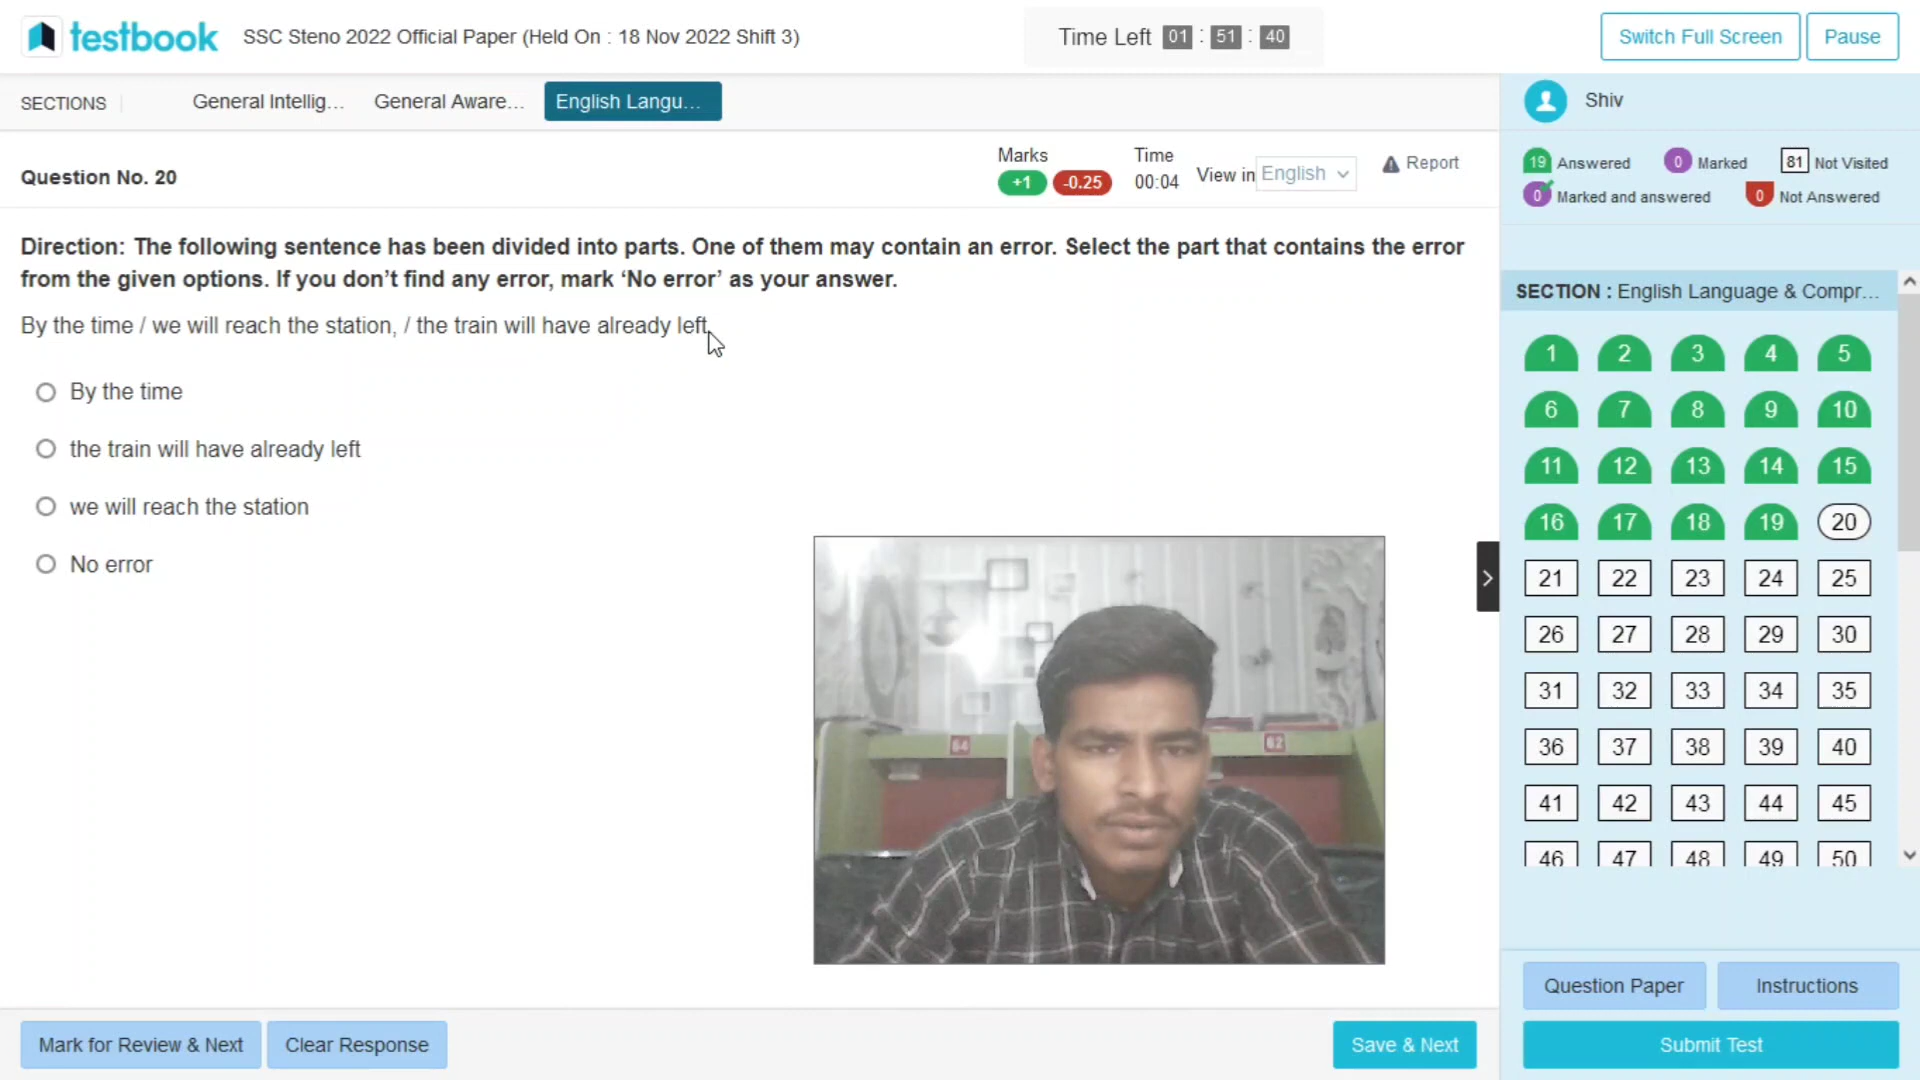 testbook SSC Steno 2022 Official Paper (Held On : 18 Nov 2022 Shift 3) Time Left 01 : 51 : 40 Switch Full Screen Pause
SECTIONS General Intellig... General Aware... English Langu... Shiv
Question No. 20 Marks +1 -0.25 Time 00:04 View in English Report
19 Answered 0 Marked 81 Not Visited
0 Marked and answered 0 Not Answered
Direction: The following sentence has been divided into parts. One of them may contain an error. Select the part that contains the error
from the given options. If you don’t find any error, mark ‘No error’ as your answer.
By the time / we will reach the station, / the train will have already left.
By the time
the train will have already left
we will reach the station
No error
64 62
SECTION : English Language & Compr...
1 2 3 4 5
6 7 8 9 10
11 12 13 14 15
16 17 18 19 20
21 22 23 24 25
26 27 28 29 30
31 32 33 34 35
36 37 38 39 40
41 42 43 44 45
46 47 48 49 50
Question Paper Instructions
Mark for Review & Next Clear Response Save & Next Submit Test